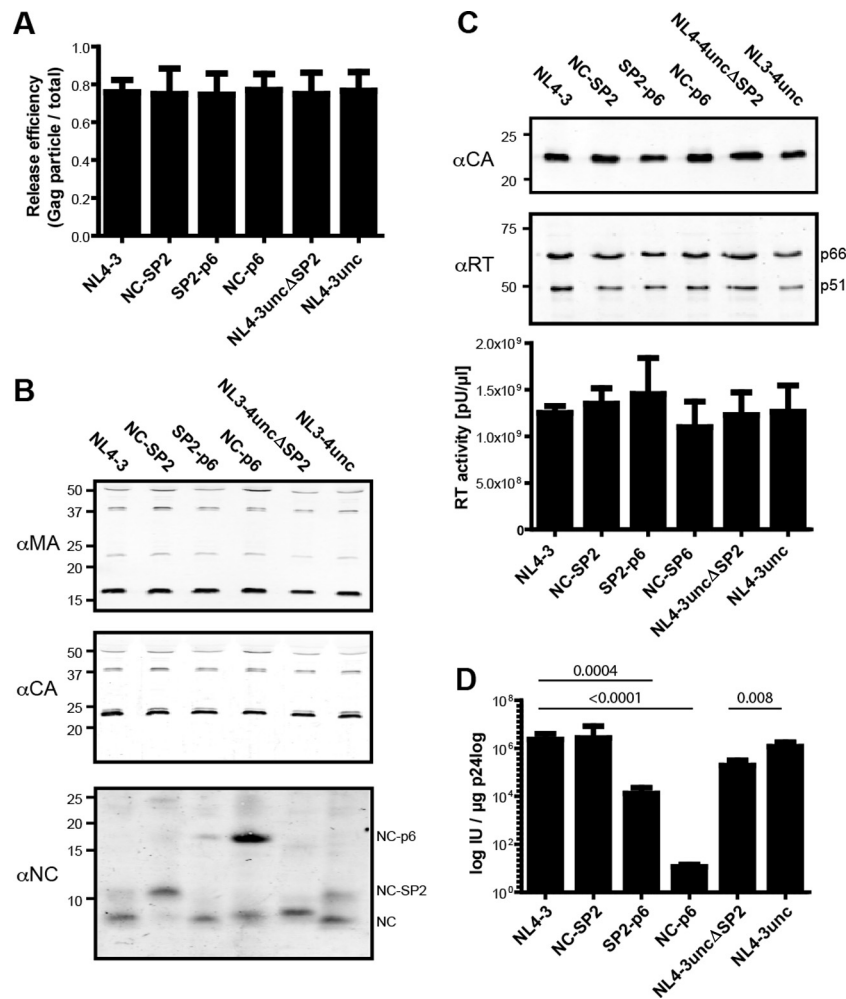 A
Release efficiency
(Gag particle / total)
1.0
0.8
0.6
0.4
0.2
0.0
NL4-3
NC-SP2
SP2-p6
NC-p6
NL4-3uncΔSP2
NL4-3unc
B
NL4-3
NC-SP2
SP2-p6
NC-p6
NL3-4uncΔSP2
NL3-4unc
αMA
50
37
25
20
15
αCA
50
37
25
20
αNC
25
20
15
10
NC-p6
NC-SP2
NC
C
NL4-3
NC-SP2
SP2-p6
NC-p6
NL4-4uncΔSP2
NL3-4unc
αCA
25
20
αRT
75
50
p66
p51
RT activity [pU/µl]
2.0x10⁹
1.5x10⁹
1.0x10⁹
5.0x10⁸
0
NL4-3
NC-SP2
SP2-p6
NC-SP6
NL4-3uncΔSP2
NL4-3unc
D
0.0004
<0.0001
0.008
log IU / µg p24log
10⁸
10⁶
10⁴
10²
10⁰
NL4-3
NC-SP2
SP2-p6
NC-p6
NL4-3uncΔSP2
NL4-3unc